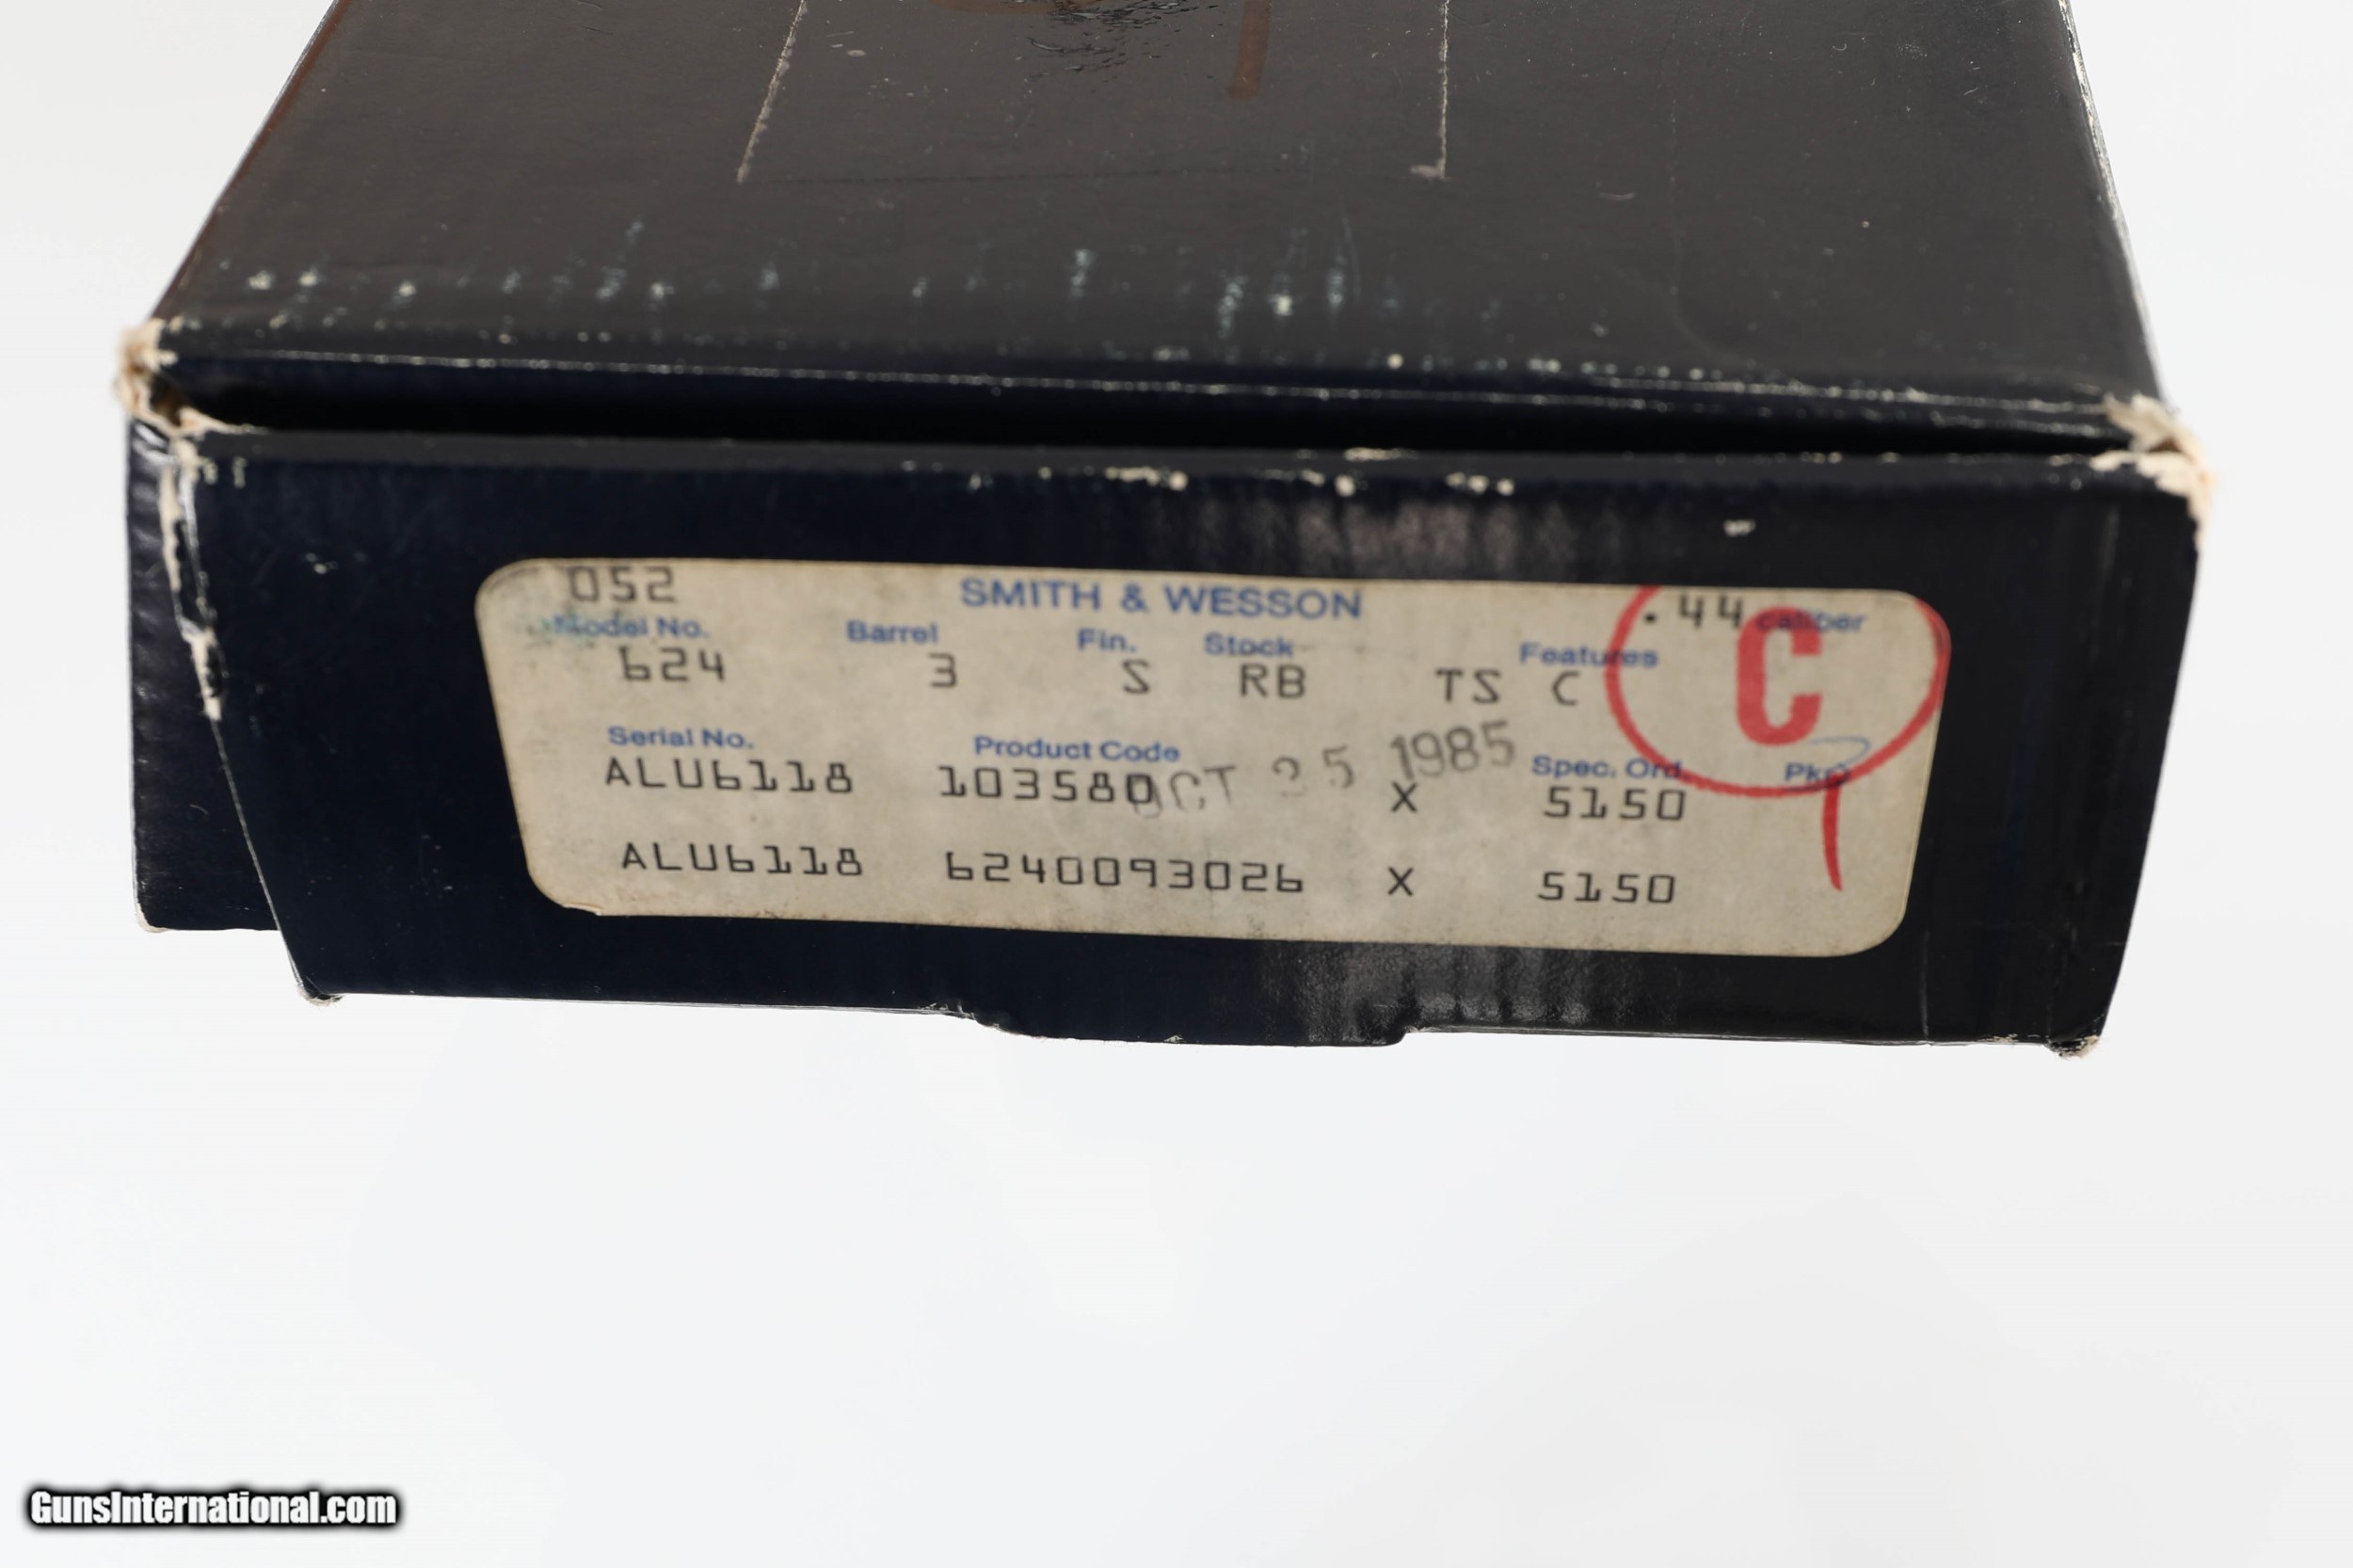 052 SMITH & WESSON .44 caliber
Model No. Barrel Fin. Stock Features C
624 3 S RB TS C
Serial No. Product Code OCT 25 1985 Spec. Ord. Pkg
ALU6118 103580 X 5150
ALU6118 6240093026 X 5150
GunsInternational.com